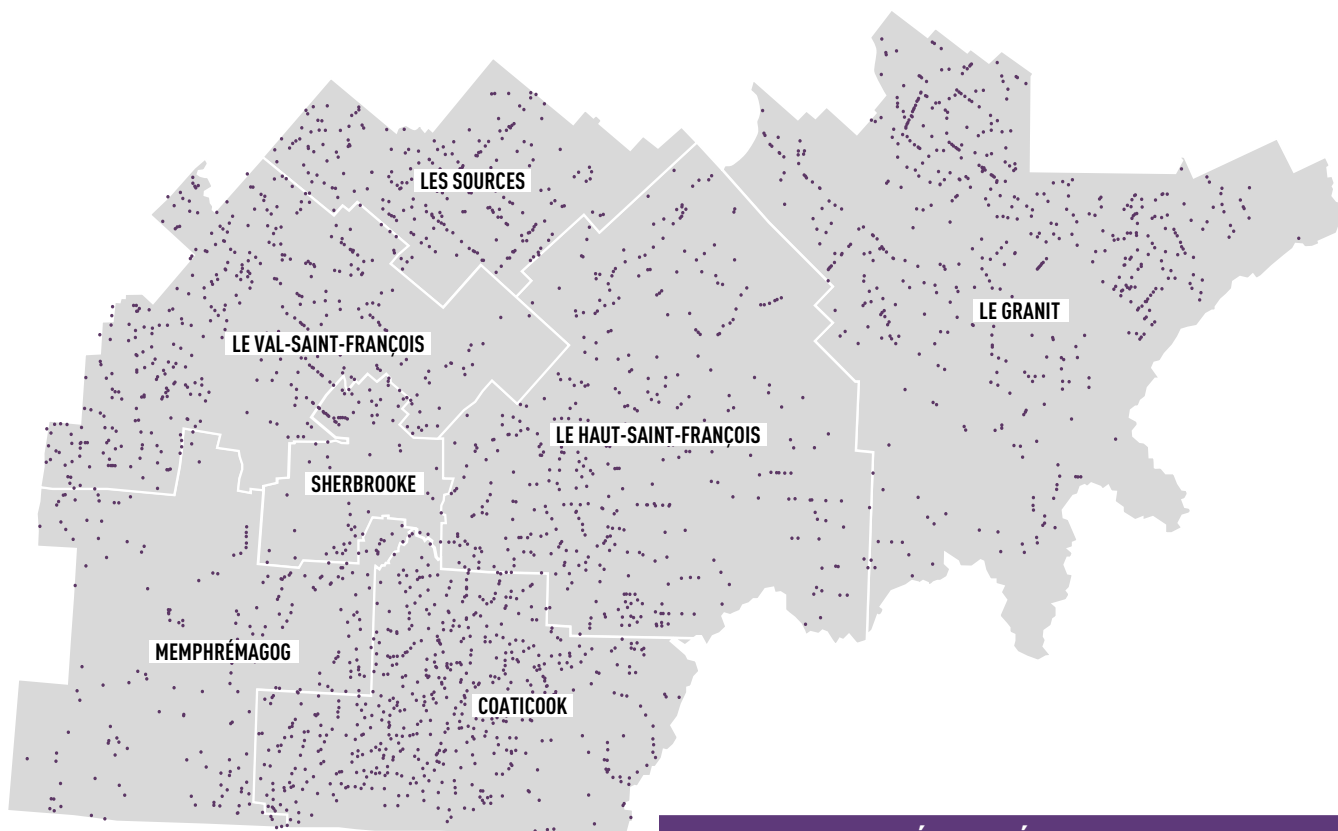 LES SOURCES
LE GRANIT
LE VAL-SAINT-FRANÇOIS
LE HAUT-SAINT-FRANÇOIS
SHERBROOKE
MEMPHRÉMAGOG
COATICOOK